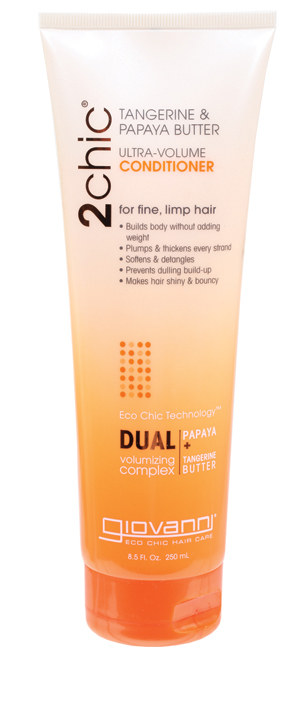 2chic®
TANGERINE &
PAPAYA BUTTER
ULTRA-VOLUME
CONDITIONER
for fine, limp hair
• Builds body without adding
weight
• Plumps & thickens every strand
• Softens & detangles
• Prevents dulling build-up
• Makes hair shiny & bouncy
Eco Chic Technology™
DUAL
volumizing
complex
PAPAYA
+
TANGERINE
BUTTER
giovanni®
ECO CHIC HAIR CARE
8.5 Fl. Oz. 250 mL